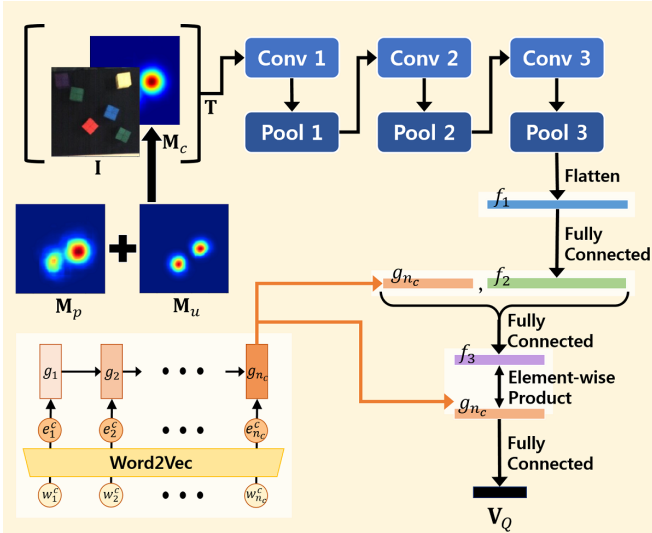 Conv 1 Conv 2 Conv 3
T
Pool 1 Pool 2 Pool 3
I
M_c
Flatten
f_1
Fully
Connected
M_p + M_u
g_{n_c} , f_2
Fully
Connected
f_3
Element-wise
Product
g_{n_c}
Fully
Connected
V_Q
g_1 g_2 • • • g_{n_c}
e_1^c e_2^c • • • e_{n_c}^c
Word2Vec
w_1^c w_2^c • • • w_{n_c}^c